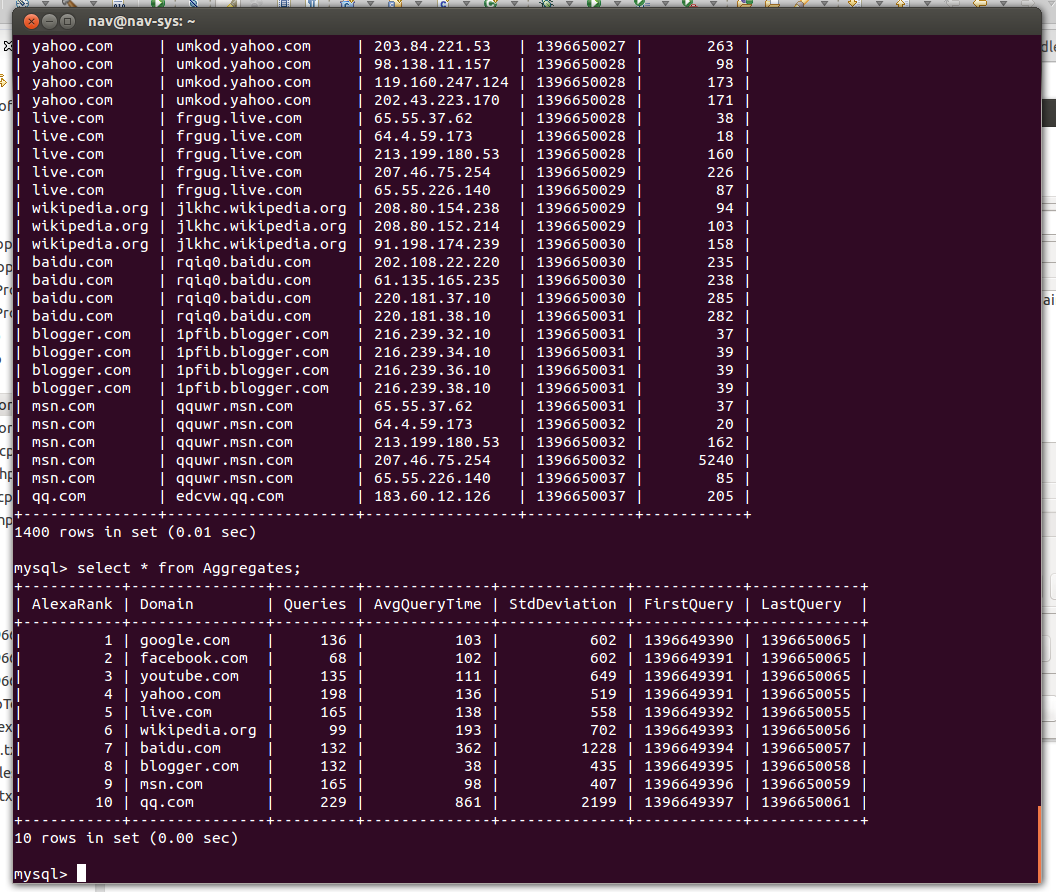 nav@nav-sys: ~
| yahoo.com | umkod.yahoo.com | 203.84.221.53 | 1396650027 | 263 |
| yahoo.com | umkod.yahoo.com | 98.138.11.157 | 1396650028 | 98 |
| yahoo.com | umkod.yahoo.com | 119.160.247.124 | 1396650028 | 173 |
| yahoo.com | umkod.yahoo.com | 202.43.223.170 | 1396650028 | 171 |
| live.com | frgug.live.com | 65.55.37.62 | 1396650028 | 38 |
| live.com | frgug.live.com | 64.4.59.173 | 1396650028 | 18 |
| live.com | frgug.live.com | 213.199.180.53 | 1396650028 | 160 |
| live.com | frgug.live.com | 207.46.75.254 | 1396650029 | 226 |
| live.com | frgug.live.com | 65.55.226.140 | 1396650029 | 87 |
| wikipedia.org | jlkhc.wikipedia.org | 208.80.154.238 | 1396650029 | 94 |
| wikipedia.org | jlkhc.wikipedia.org | 208.80.152.214 | 1396650029 | 103 |
| wikipedia.org | jlkhc.wikipedia.org | 91.198.174.239 | 1396650030 | 158 |
| baidu.com | rqiq0.baidu.com | 202.108.22.220 | 1396650030 | 235 |
| baidu.com | rqiq0.baidu.com | 61.135.165.235 | 1396650030 | 238 |
| baidu.com | rqiq0.baidu.com | 220.181.37.10 | 1396650030 | 285 |
| baidu.com | rqiq0.baidu.com | 220.181.38.10 | 1396650030 | 282 |
| blogger.com | 1pfib.blogger.com | 216.239.32.10 | 1396650031 | 37 |
| blogger.com | 1pfib.blogger.com | 216.239.34.10 | 1396650031 | 39 |
| blogger.com | 1pfib.blogger.com | 216.239.36.10 | 1396650031 | 39 |
| blogger.com | 1pfib.blogger.com | 216.239.38.10 | 1396650031 | 39 |
| msn.com | qquwr.msn.com | 65.55.37.62 | 1396650031 | 37 |
| msn.com | qquwr.msn.com | 64.4.59.173 | 1396650032 | 20 |
| msn.com | qquwr.msn.com | 213.199.180.53 | 1396650032 | 162 |
| msn.com | qquwr.msn.com | 207.46.75.254 | 1396650032 | 5240 |
| msn.com | qquwr.msn.com | 65.55.226.140 | 1396650037 | 85 |
| qq.com | edcvw.qq.com | 183.60.12.126 | 1396650037 | 205 |
+---------------+---------------------+-----------------+------------+-----------+
1400 rows in set (0.01 sec)
mysql> select * from Aggregates;
+-----------+---------------+---------+--------------+--------------+------------+------------+
| AlexaRank | Domain | Queries | AvgQueryTime | StdDeviation | FirstQuery | LastQuery |
+-----------+---------------+---------+--------------+--------------+------------+------------+
| 1 | google.com | 136 | 103 | 602 | 1396649390 | 1396650065 |
| 2 | facebook.com | 68 | 102 | 602 | 1396649391 | 1396650065 |
| 3 | youtube.com | 135 | 111 | 649 | 1396649391 | 1396650065 |
| 4 | yahoo.com | 198 | 136 | 519 | 1396649391 | 1396650055 |
| 5 | live.com | 165 | 138 | 558 | 1396649392 | 1396650055 |
| 6 | wikipedia.org | 99 | 193 | 702 | 1396649393 | 1396650056 |
| 7 | baidu.com | 132 | 362 | 1228 | 1396649394 | 1396650057 |
| 8 | blogger.com | 132 | 38 | 435 | 1396649395 | 1396650058 |
| 9 | msn.com | 165 | 98 | 407 | 1396649396 | 1396650059 |
| 10 | qq.com | 229 | 861 | 2199 | 1396649397 | 1396650061 |
+-----------+---------------+---------+--------------+--------------+------------+------------+
10 rows in set (0.00 sec)
mysql>